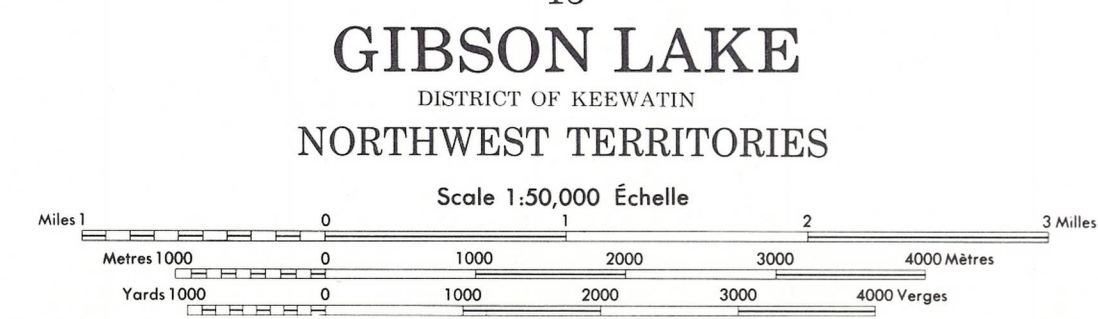 GIBSON LAKE
DISTRICT OF KEEWATIN
NORTHWEST TERRITORIES
Scale 1:50,000 Échelle
Miles 1 0 1 2 3 Milles
Metres 1000 0 1000 2000 3000 4000 Mètres
Yards 1000 0 1000 2000 3000 4000 Verges